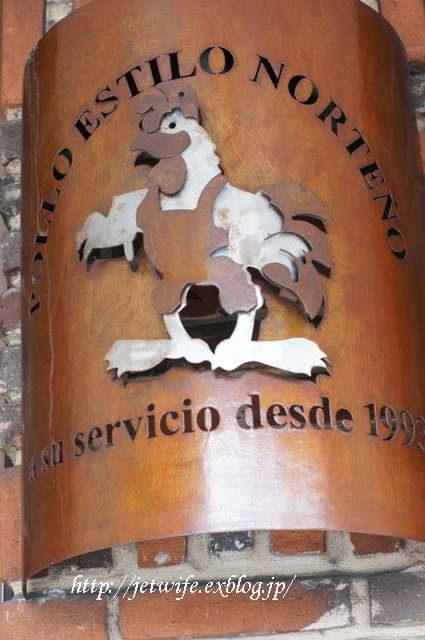 POLLO ESTILO NORTEÑO
a su servicio desde 1993
http://jetwife.exblog.jp/